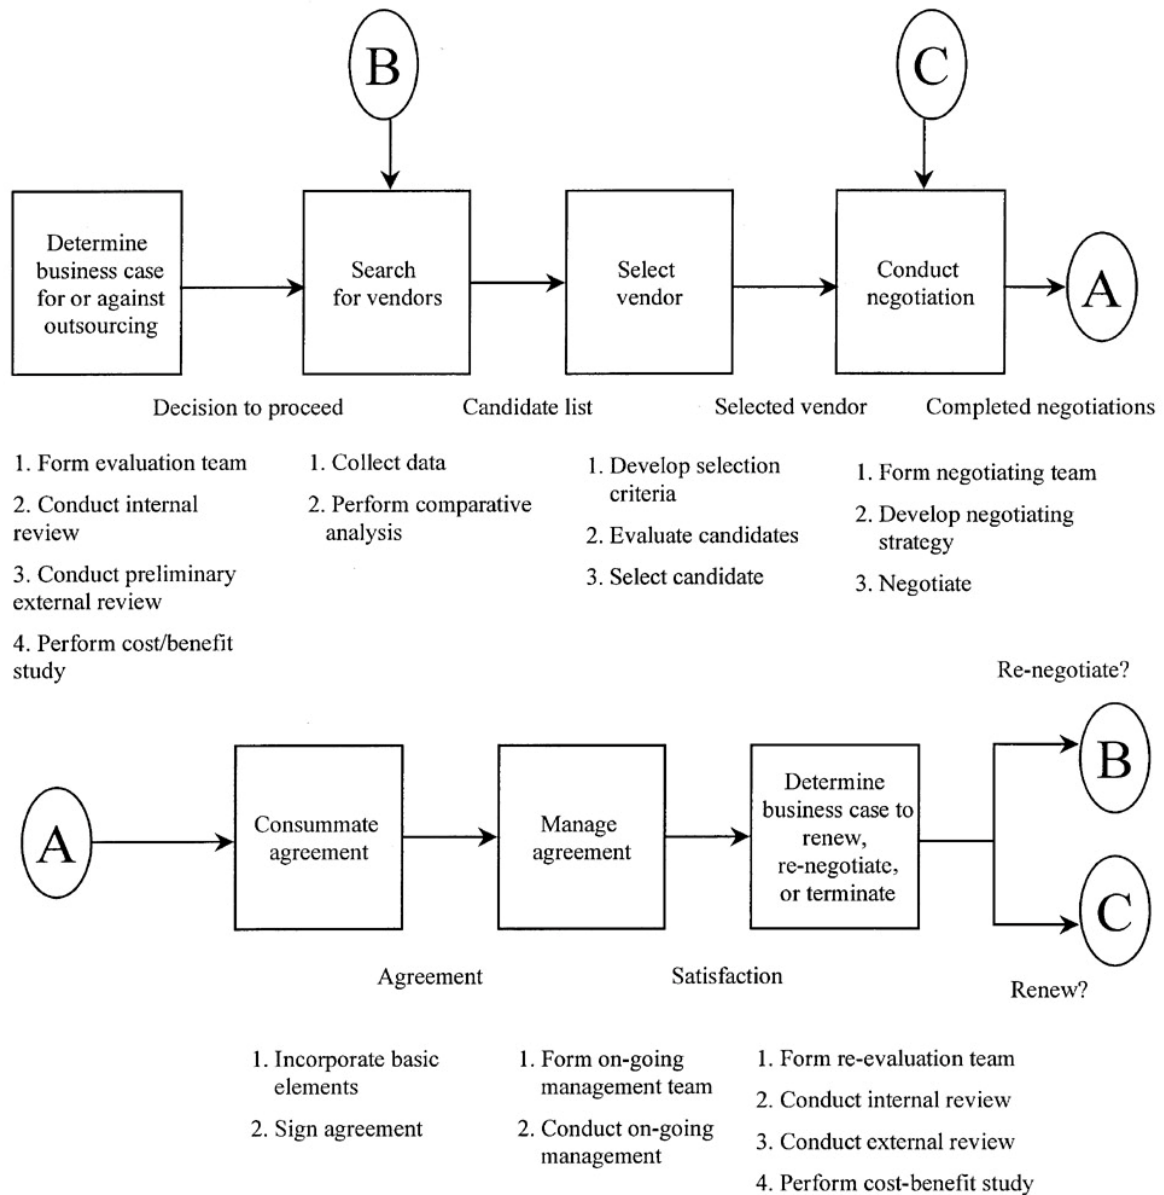 B
C
Determine
business case
for or against
outsourcing
Search
for vendors
Select
vendor
Conduct
negotiation
A
Decision to proceed
Candidate list
Selected vendor
Completed negotiations
1. Form evaluation team
2. Conduct internal
review
3. Conduct preliminary
external review
4. Perform cost/benefit
study
1. Collect data
2. Perform comparative
analysis
1. Develop selection
criteria
2. Evaluate candidates
3. Select candidate
1. Form negotiating team
2. Develop negotiating
strategy
3. Negotiate
Re-negotiate?
B
A
Consummate
agreement
Manage
agreement
Determine
business case to
renew,
re-negotiate,
or terminate
C
Renew?
Agreement
Satisfaction
1. Incorporate basic
elements
2. Sign agreement
1. Form on-going
management team
2. Conduct on-going
management
1. Form re-evaluation team
2. Conduct internal review
3. Conduct external review
4. Perform cost-benefit study